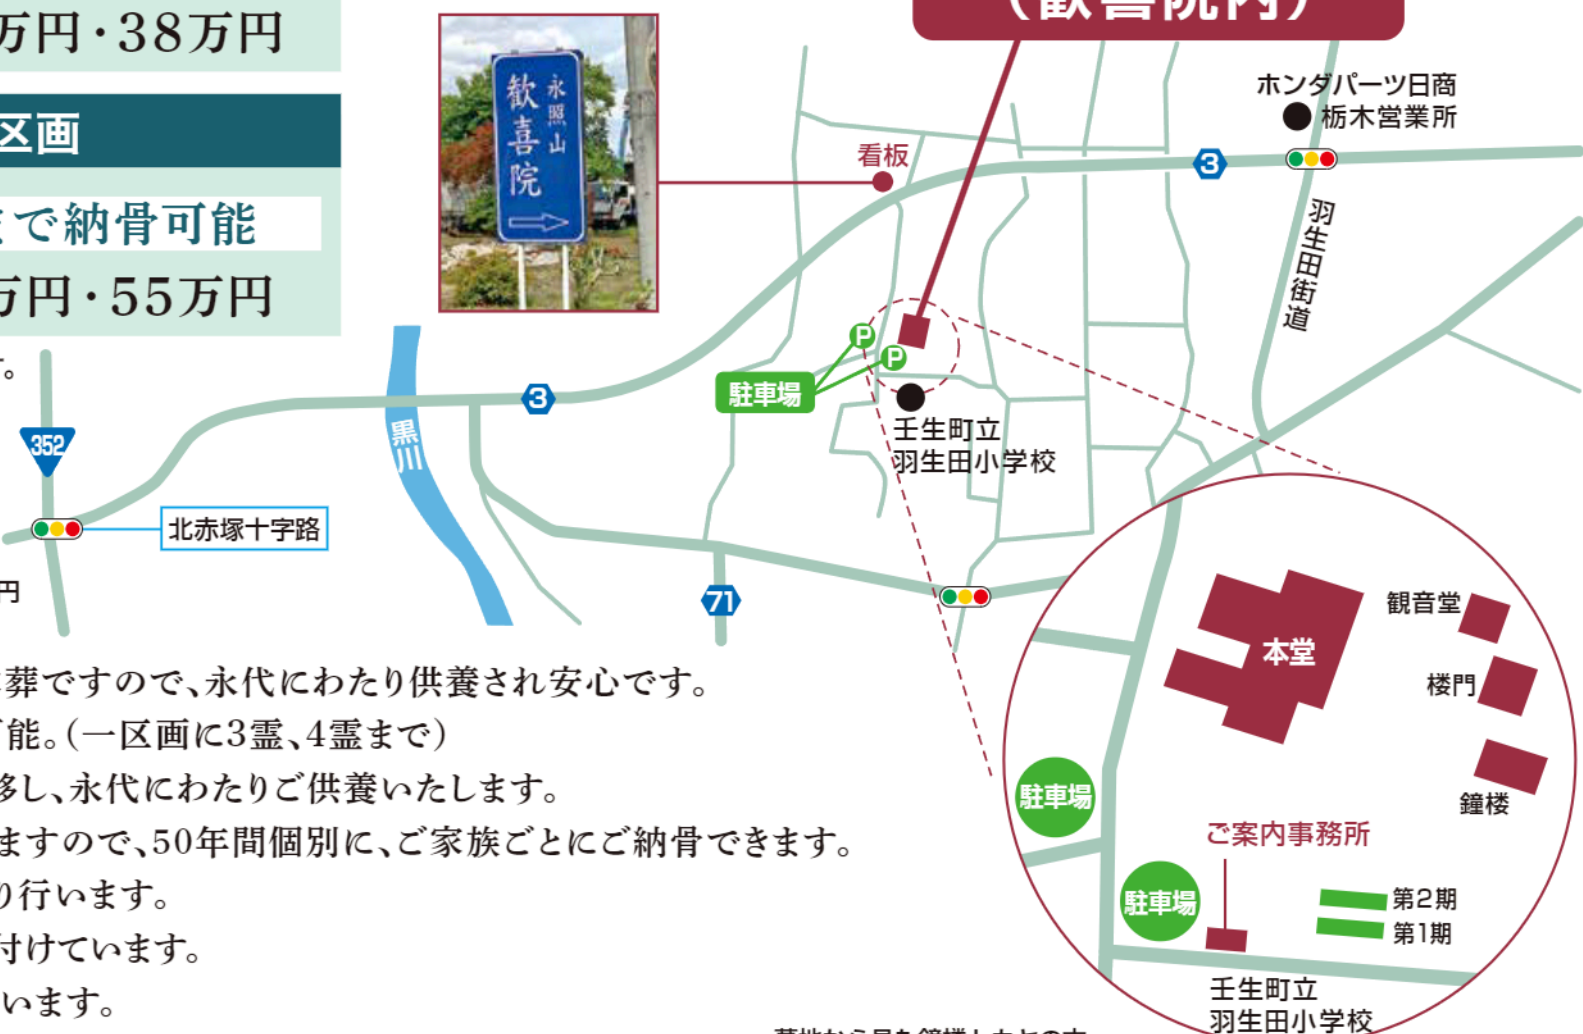 万円・38万円
区画
で納骨可能
万円・55万円
。
円
葬ですので、永代にわたり供養され安心です。
能。(一区画に3霊、4霊まで)
移し、永代にわたりご供養いたします。
ますので、50年間個別に、ご家族ごとにご納骨できます。
り行います。
付けています。
います。
(歓喜院内)
永照山
歓喜院
看板
ホンダパーツ日商
栃木営業所
3
羽生田街道
駐車場
P
P
壬生町立
羽生田小学校
3
黒川
352
北赤塚十字路
71
本堂
観音堂
楼門
鐘楼
駐車場
ご案内事務所
駐車場
第2期
第1期
壬生町立
羽生田小学校